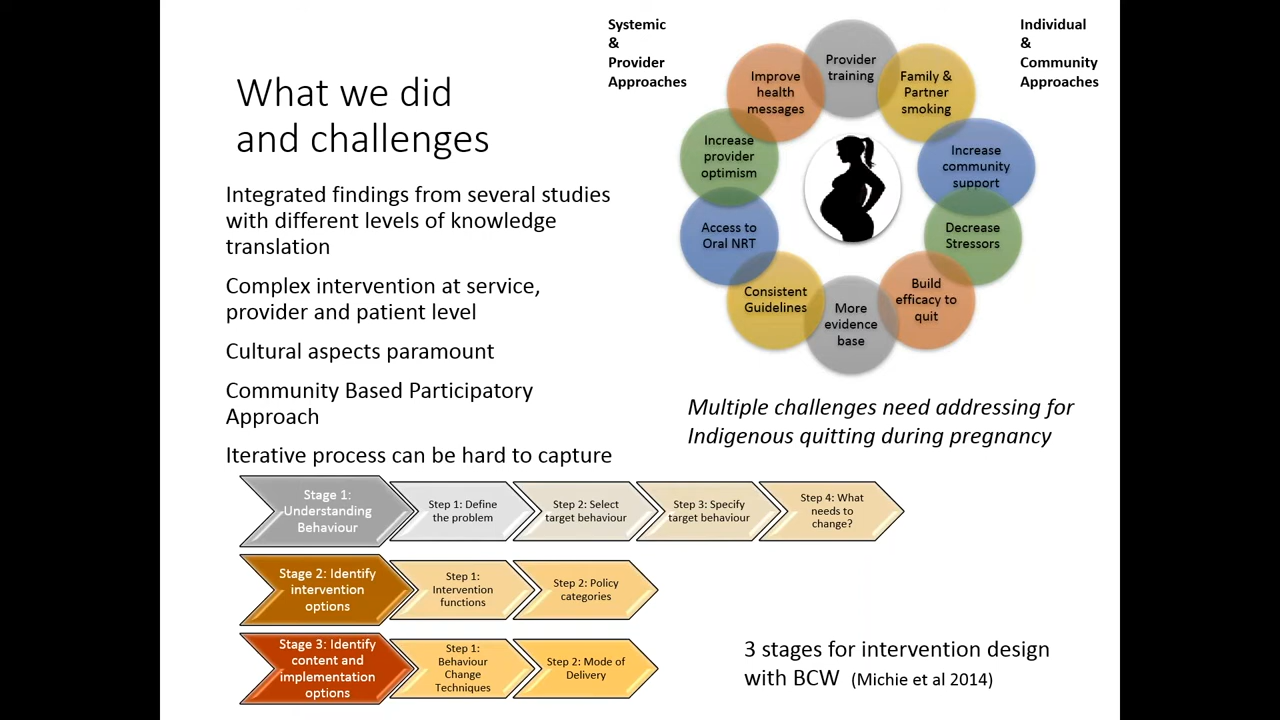 What we did
and challenges
Integrated findings from several studies
with different levels of knowledge
translation
Complex intervention at service,
provider and patient level
Cultural aspects paramount
Community Based Participatory
Approach
Iterative process can be hard to capture
Systemic
&
Provider
Approaches
Individual
&
Community
Approaches
Provider
training
Family &
Partner
smoking
Increase
community
support
Decrease
Stressors
Build
efficacy to
quit
More
evidence
base
Consistent
Guidelines
Access to
Oral NRT
Increase
provider
optimism
Improve
health
messages
Multiple challenges need addressing for
Indigenous quitting during pregnancy
Stage 1:
Understanding
Behaviour
Step 1: Define
the problem
Step 2: Select
target behaviour
Step 3: Specify
target behaviour
Step 4: What
needs to
change?
Stage 2: Identify
intervention
options
Step 1:
Intervention
functions
Step 2: Policy
categories
Stage 3: Identify
content and
implementation
options
Step 1:
Behaviour
Change
Techniques
Step 2: Mode of
Delivery
3 stages for intervention design
with BCW (Michie et al 2014)